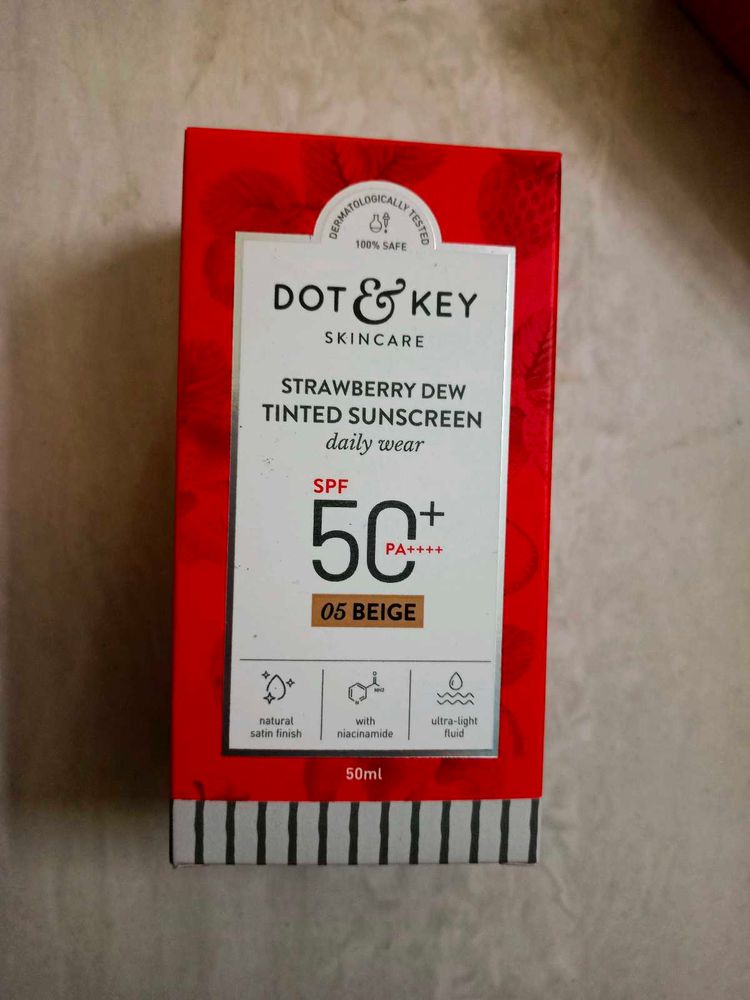 DERMATOLOGICALLY TESTED
100% SAFE
DOT & KEY
SKINCARE
STRAWBERRY DEW
TINTED SUNSCREEN
daily wear
SPF
50+
PA++++
05 BEIGE
natural
satin finish
N
O
NH2
with
niacinamide
ultra-light
fluid
50ml